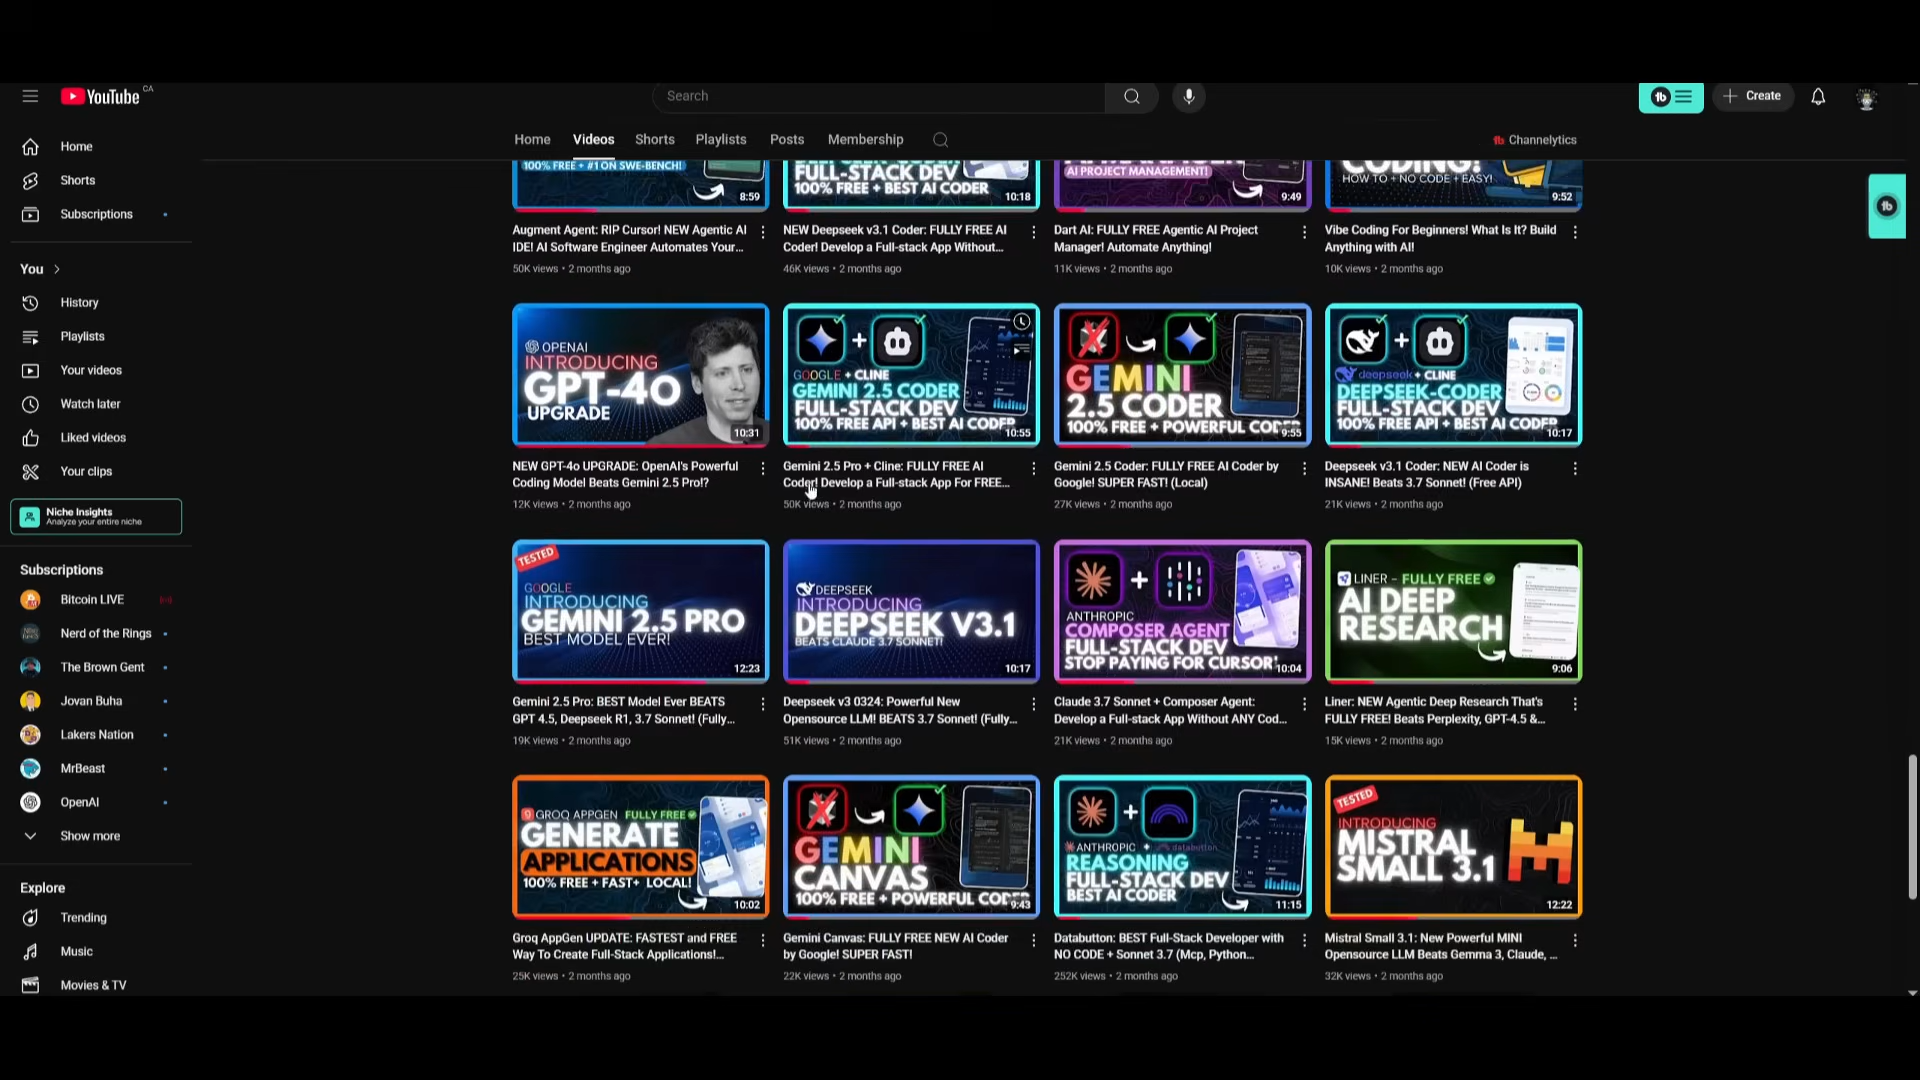 YouTube CA
Search
Create
Home
Videos
Shorts
Playlists
Posts
Membership
Channelytics
Home
Shorts
Subscriptions
You
History
Playlists
Your videos
Watch later
Liked videos
Your clips
Niche Insights
Analyze your entire niche
Subscriptions
Bitcoin LIVE
Nerd of the Rings
The Brown Gent
Jovan Buha
Lakers Nation
MrBeast
OpenAI
Show more
Explore
Trending
Music
Movies & TV
100% FREE + #1 ON SWE-BENCH!
8:59
Augment Agent: RIP Cursor! NEW Agentic AI
IDE! AI Software Engineer Automates Your...
50K views • 2 months ago
FULL-STACK DEV
100% FREE + BEST AI CODER
10:18
NEW Deepseek v3.1 Coder: FULLY FREE AI
Coder! Develop a Full-stack App Without...
46K views • 2 months ago
AI PROJECT MANAGEMENT!
9:49
Dart AI: FULLY FREE Agentic AI Project
Manager! Automate Anything!
11K views • 2 months ago
CODING!
HOW TO + NO CODE + EASY!
9:52
Vibe Coding For Beginners! What Is It? Build
Anything with AI!
10K views • 2 months ago
OPENAI
INTRODUCING
GPT-4O
UPGRADE
10:31
NEW GPT-4o UPGRADE: OpenAI's Powerful
Coding Model Beats Gemini 2.5 Pro!?
12K views • 2 months ago
GOOGLE + CLINE
GEMINI 2.5 CODER
FULL-STACK DEV
100% FREE API + BEST AI CODER
10:55
Gemini 2.5 Pro + Cline: FULLY FREE AI
Coder! Develop a Full-stack App For FREE...
50K views • 2 months ago
GEMINI
2.5 CODER
100% FREE + POWERFUL CODER
9:55
Gemini 2.5 Coder: FULLY FREE AI Coder by
Google! SUPER FAST! (Local)
27K views • 2 months ago
deepseek + CLINE
DEEPSEEK-CODER
FULL-STACK DEV
100% FREE API + BEST AI CODER
10:17
Deepseek v3.1 Coder: NEW AI Coder is
INSANE! Beats 3.7 Sonnet! (Free API)
21K views • 2 months ago
TESTED
GOOGLE
INTRODUCING
GEMINI 2.5 PRO
BEST MODEL EVER!
12:23
Gemini 2.5 Pro: BEST Model Ever BEATS
GPT 4.5, Deepseek R1, 3.7 Sonnet! (Fully...
19K views • 2 months ago
DEEPSEEK
INTRODUCING
DEEPSEEK V3.1
BEATS CLAUDE 3.7 SONNET!
10:17
Deepseek v3 0324: Powerful New
Opensource LLM! BEATS 3.7 Sonnet! (Fully...
51K views • 2 months ago
ANTHROPIC
COMPOSER AGENT
FULL-STACK DEV
STOP PAYING FOR CURSOR!
10:04
Claude 3.7 Sonnet + Composer Agent:
Develop a Full-stack App Without ANY Cod...
21K views • 2 months ago
LINER - FULLY FREE
AI DEEP
RESEARCH
9:06
Liner: NEW Agentic Deep Research That's
FULLY FREE! Beats Perplexity, GPT-4.5 &...
15K views • 2 months ago
GROQ APPGEN FULLY FREE
GENERATE
APPLICATIONS
100% FREE + FAST+ LOCAL!
10:02
Groq AppGen UPDATE: FASTEST and FREE
Way To Create Full-Stack Applications!...
25K views • 2 months ago
GEMINI
CANVAS
100% FREE + POWERFUL CODER
9:43
Gemini Canvas: FULLY FREE NEW AI Coder
by Google! SUPER FAST!
22K views • 2 months ago
ANTHROPIC + databutton
REASONING
FULL-STACK DEV
BEST AI CODER
11:15
Databutton: BEST Full-Stack Developer with
NO CODE + Sonnet 3.7 (Mcp, Python...
252K views • 2 months ago
TESTED
INTRODUCING
MISTRAL
SMALL 3.1
12:22
Mistral Small 3.1: New Powerful MINI
Opensource LLM Beats Gemma 3, Claude, ...
32K views • 2 months ago